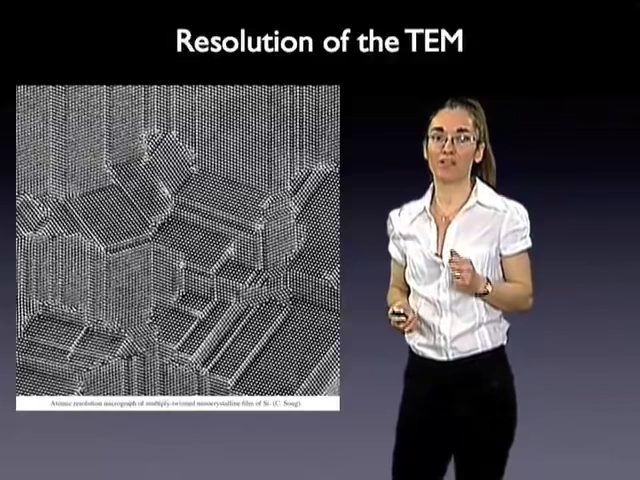 Resolution of the TEM
Atomic resolution micrograph of multiply-twinned nanocrystalline film of Si. (C. Song)